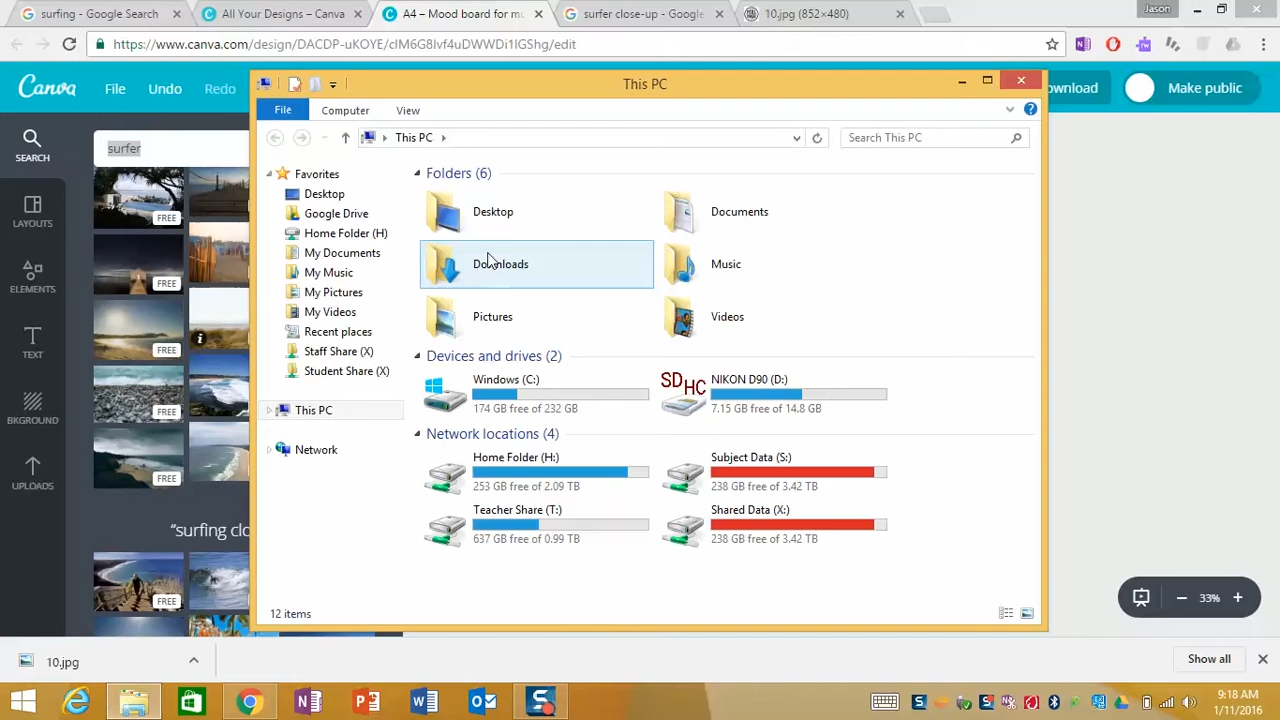 surfing - Google Search
All Your Designs – Canva
A4 – Mood board for mu
surfer close-up - Google
10.jpg (852×480)
Jason
https://www.canva.com/design/DACDP-uKOYE/cIM6G8Ivf4uDWWDi1IGShg/edit
Canva
File
Undo
Redo
ownload
Make public
This PC
File
Computer
View
This PC
Search This PC
SEARCH
LAYOUTS
ELEMENTS
TEXT
BKGROUND
UPLOADS
surfer
FREE
FREE
FREE
FREE
FREE
"surfing clo
FREE
Favorites
Desktop
Google Drive
Home Folder (H)
My Documents
My Music
My Pictures
My Videos
Recent places
Staff Share (X)
Student Share (X)
This PC
Network
Folders (6)
Desktop
Documents
Downloads
Music
Pictures
Videos
Devices and drives (2)
Windows (C:)
174 GB free of 232 GB
SDHC
NIKON D90 (D:)
7.15 GB free of 14.8 GB
Network locations (4)
Home Folder (H:)
253 GB free of 2.09 TB
Subject Data (S:)
238 GB free of 3.42 TB
Teacher Share (T:)
637 GB free of 0.99 TB
Shared Data (X:)
238 GB free of 3.42 TB
12 items
33%
10.jpg
Show all
9:18 AM
1/11/2016